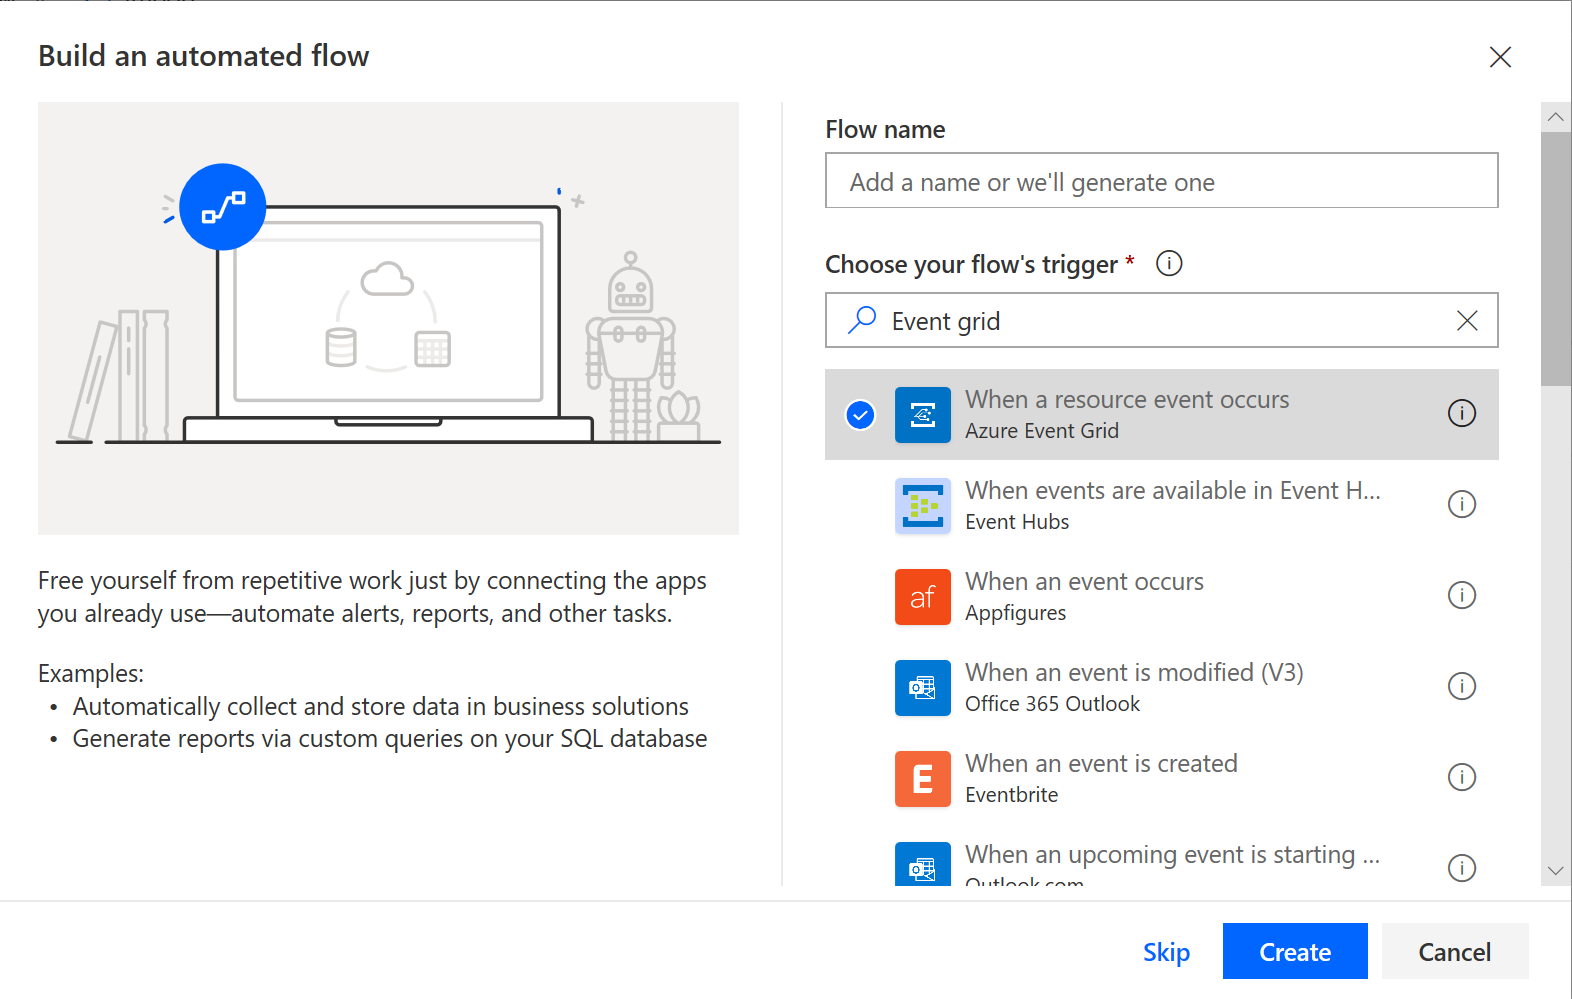 Build an automated flow
Free yourself from repetitive work just by connecting the apps
you already use—automate alerts, reports, and other tasks.
Examples:
• Automatically collect and store data in business solutions
• Generate reports via custom queries on your SQL database
Flow name
Add a name or we'll generate one
Choose your flow's trigger *
Event grid
When a resource event occurs
Azure Event Grid
When events are available in Event H...
Event Hubs
af
When an event occurs
Appfigures
When an event is modified (V3)
Office 365 Outlook
E
When an event is created
Eventbrite
When an upcoming event is starting ...
Outlook.com
Skip
Create
Cancel